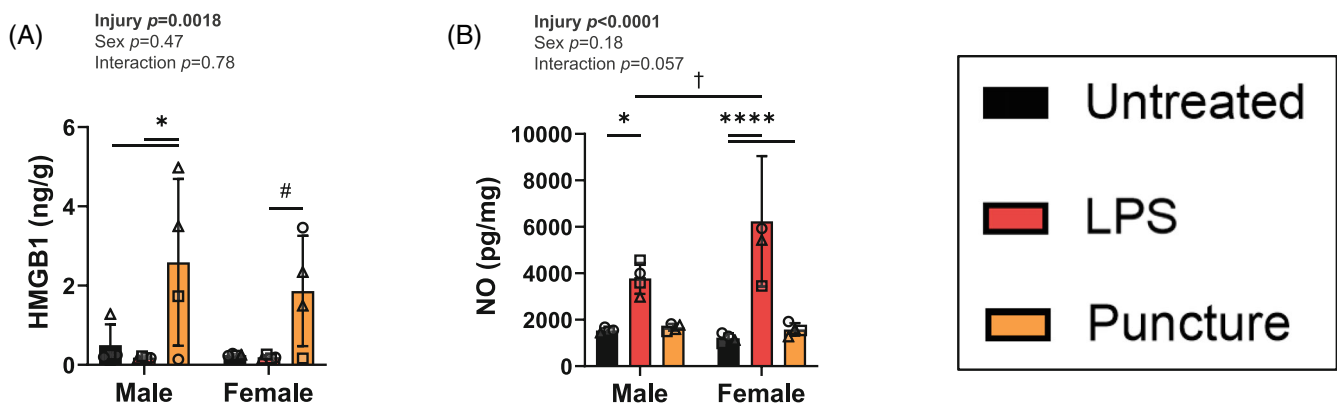 (A)
Injury p=0.0018
Sex p=0.47
Interaction p=0.78
*
#
6
4
2
0
HMGB1 (ng/g)
Male Female
(B)
Injury p<0.0001
Sex p=0.18
Interaction p=0.057
†
* ****
10000
8000
6000
4000
2000
0
NO (pg/mg)
Male Female
Untreated
LPS
Puncture